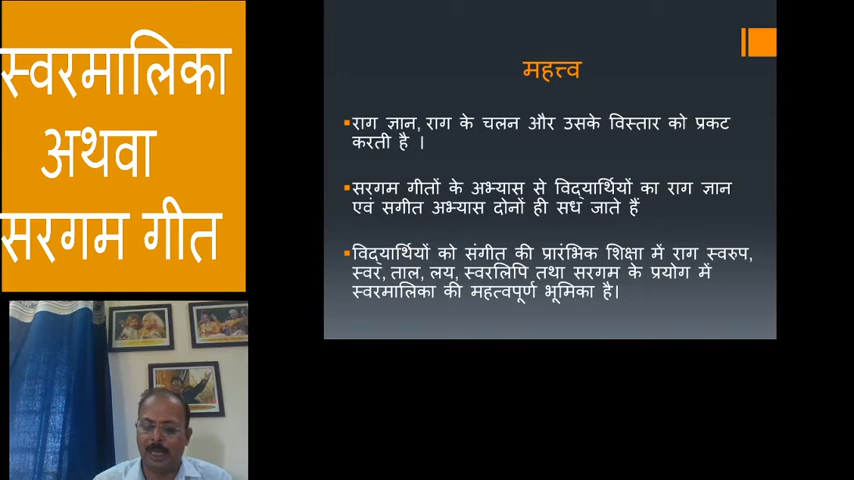 स्वरमालिका
अथवा
सरगम गीत
महत्त्व
राग ज्ञान, राग के चलन और उसके विस्तार को प्रकट
करती है ।
सरगम गीतों के अभ्यास से विद्यार्थियों का राग ज्ञान
एवं सगीत अभ्यास दोनों ही सध जाते हैं
विद्यार्थियों को संगीत की प्रारंभिक शिक्षा में राग स्वरुप,
स्वर, ताल, लय, स्वरलिपि तथा सरगम के प्रयोग में
स्वरमालिका की महत्वपूर्ण भूमिका है।